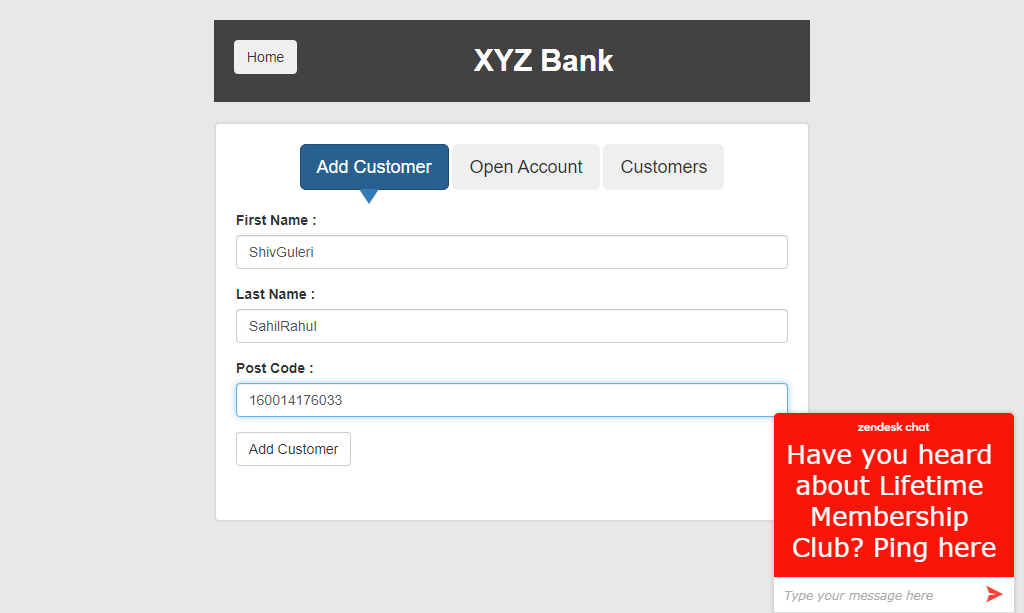 Home
XYZ Bank
Add Customer
Open Account
Customers
First Name :
ShivGuleri
Last Name :
SahilRahul
Post Code :
160014176033
Add Customer
zendesk chat
Have you heard
about Lifetime
Membership
Club? Ping here
Type your message here